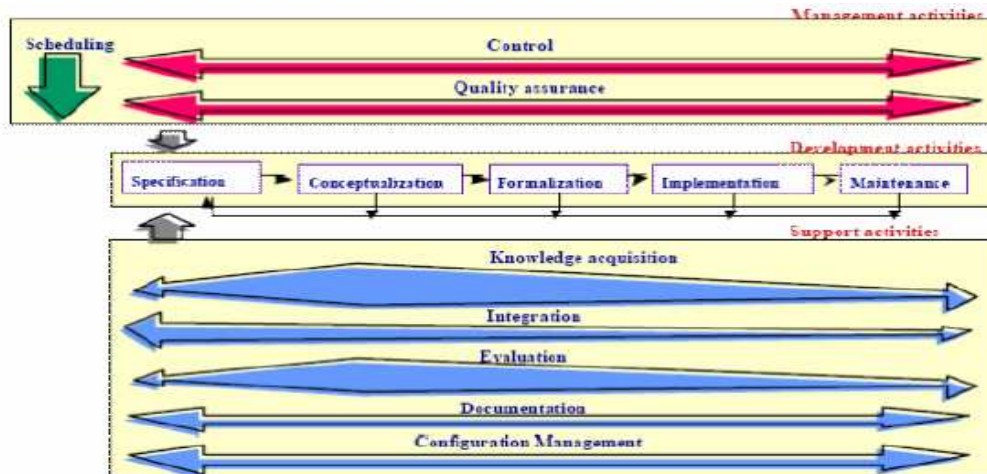 Management activities
Scheduling
Control
Quality assurance
Development activities
Specification
Conceptualization
Formalization
Implementation
Maintenance
Support activities
Knowledge acquisition
Integration
Evaluation
Documentation
Configuration Management